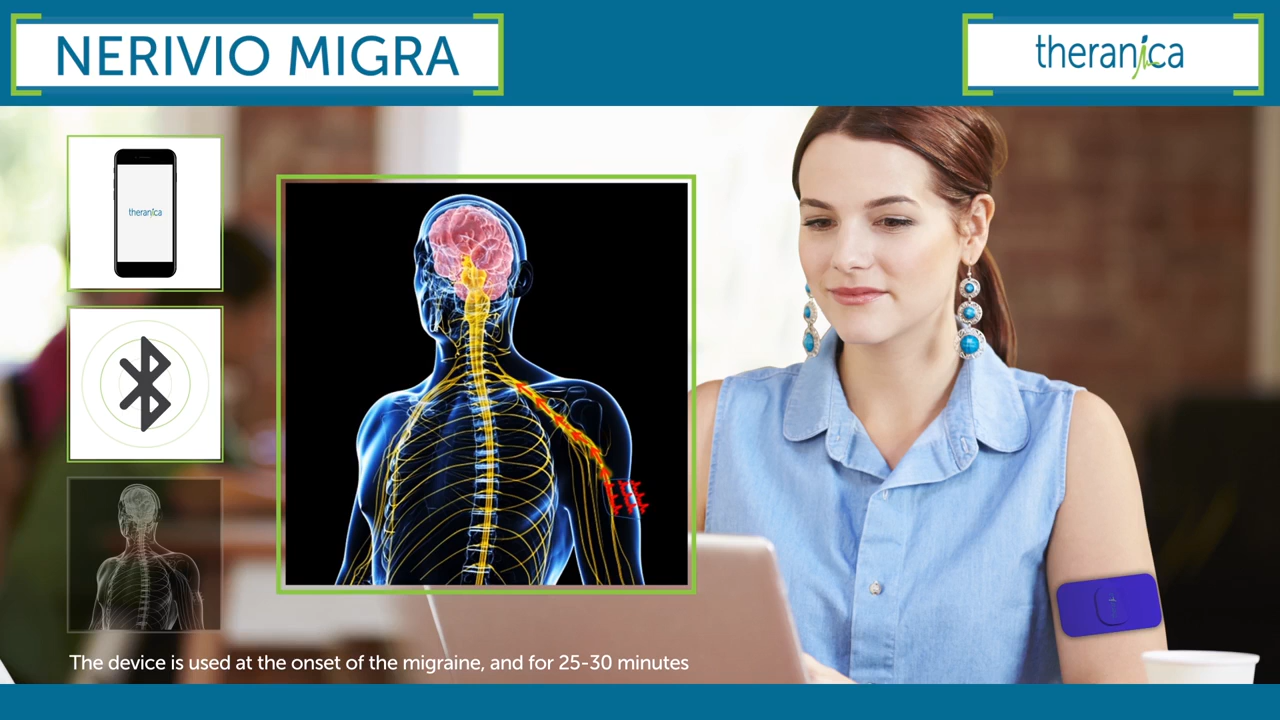 NERIVIO MIGRA
theranica
theranica
The device is used at the onset of the migraine, and for 25-30 minutes